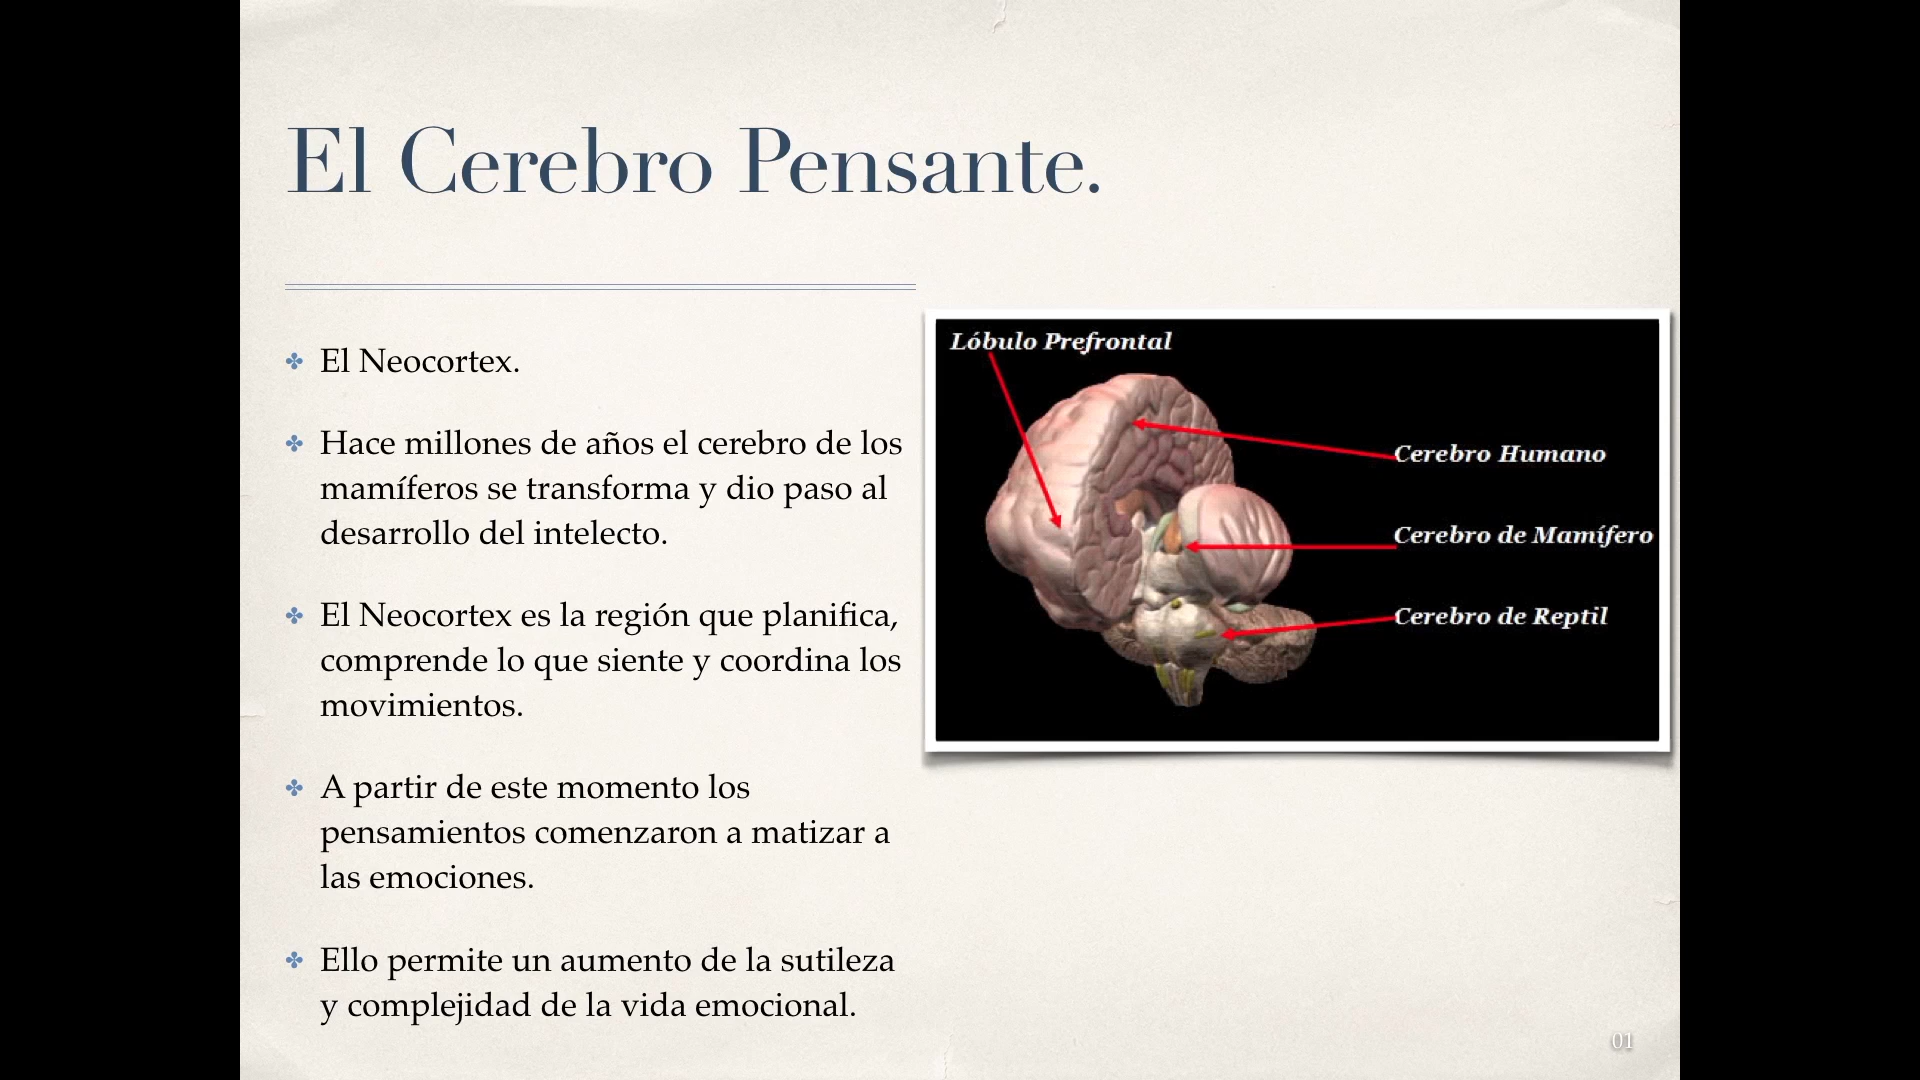 El Cerebro Pensante.
El Neocortex.
Hace millones de años el cerebro de los
mamíferos se transforma y dio paso al
desarrollo del intelecto.
El Neocortex es la región que planifica,
comprende lo que siente y coordina los
movimientos.
A partir de este momento los
pensamientos comenzaron a matizar a
las emociones.
Ello permite un aumento de la sutileza
y complejidad de la vida emocional.
Lóbulo Prefrontal
Cerebro Humano
Cerebro de Mamífero
Cerebro de Reptil
01